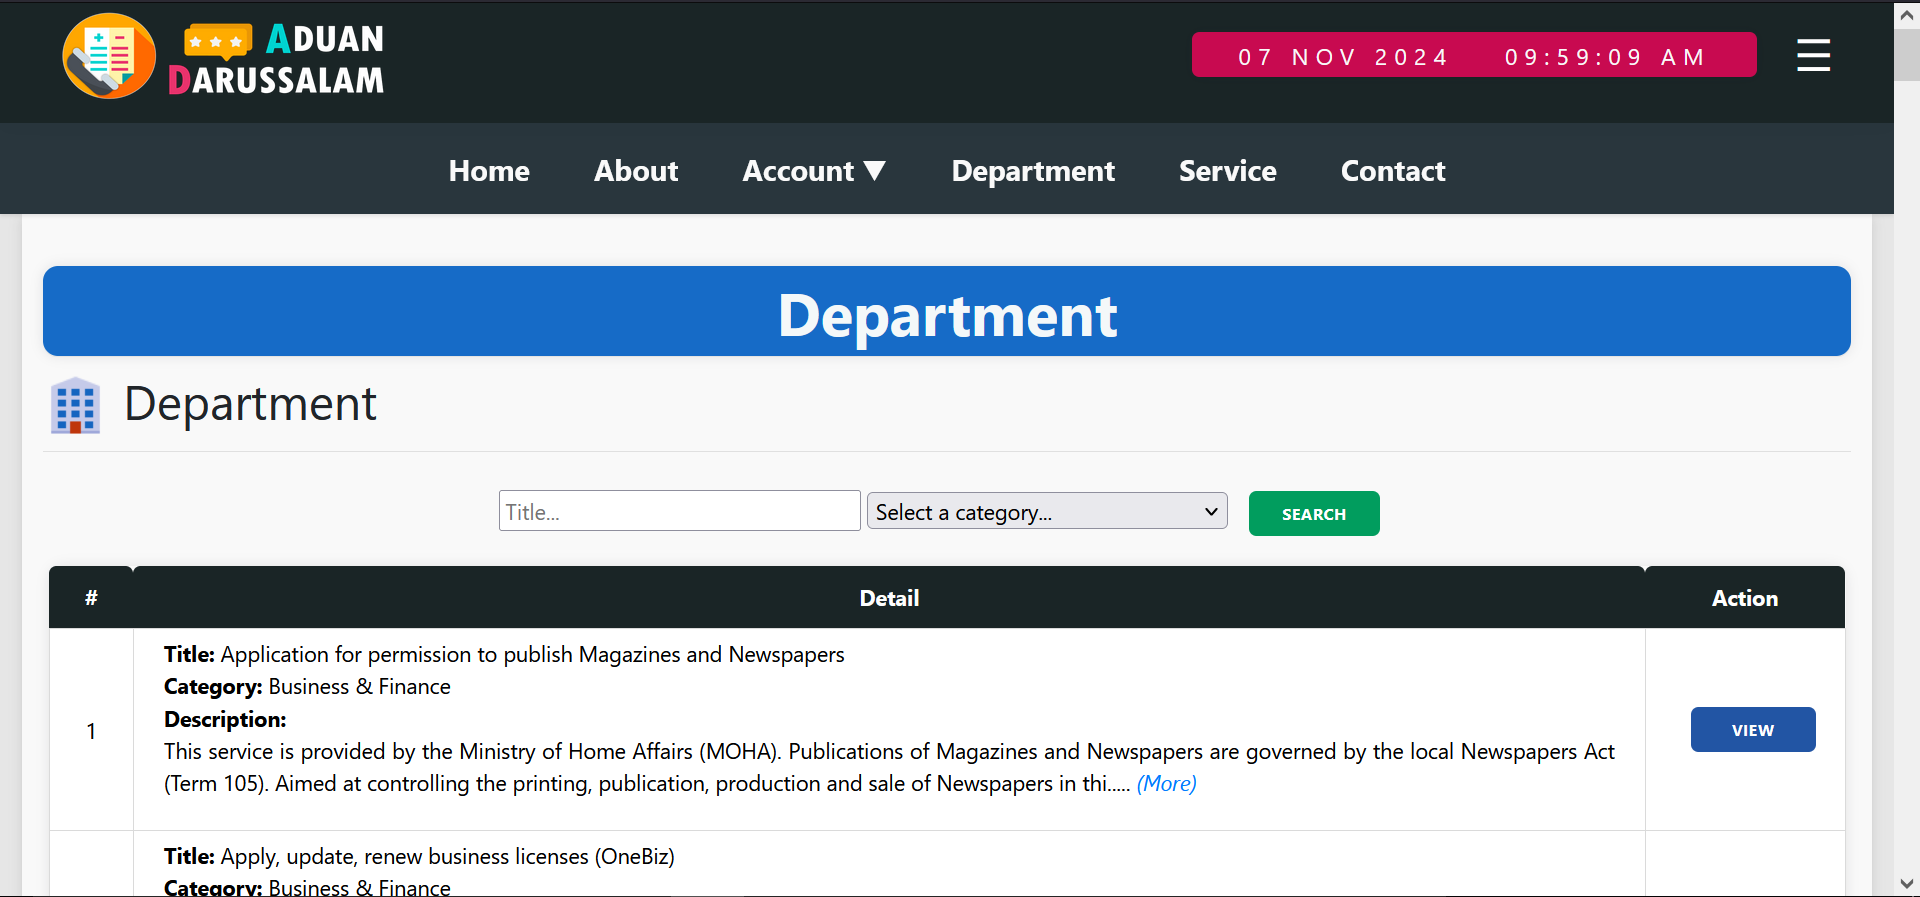 ADUAN
DARUSSALAM
07 NOV 2024 09:59:09 AM
Home About Account ▼ Department Service Contact
Department
Department
Title... Select a category... SEARCH
# Detail Action
Title: Application for permission to publish Magazines and Newspapers
Category: Business & Finance
Description:
1
This service is provided by the Ministry of Home Affairs (MOHA). Publications of Magazines and Newspapers are governed by the local Newspapers Act
(Term 105). Aimed at controlling the printing, publication, production and sale of Newspapers in thi..... (More)
VIEW
Title: Apply, update, renew business licenses (OneBiz)
Category: Business & Finance